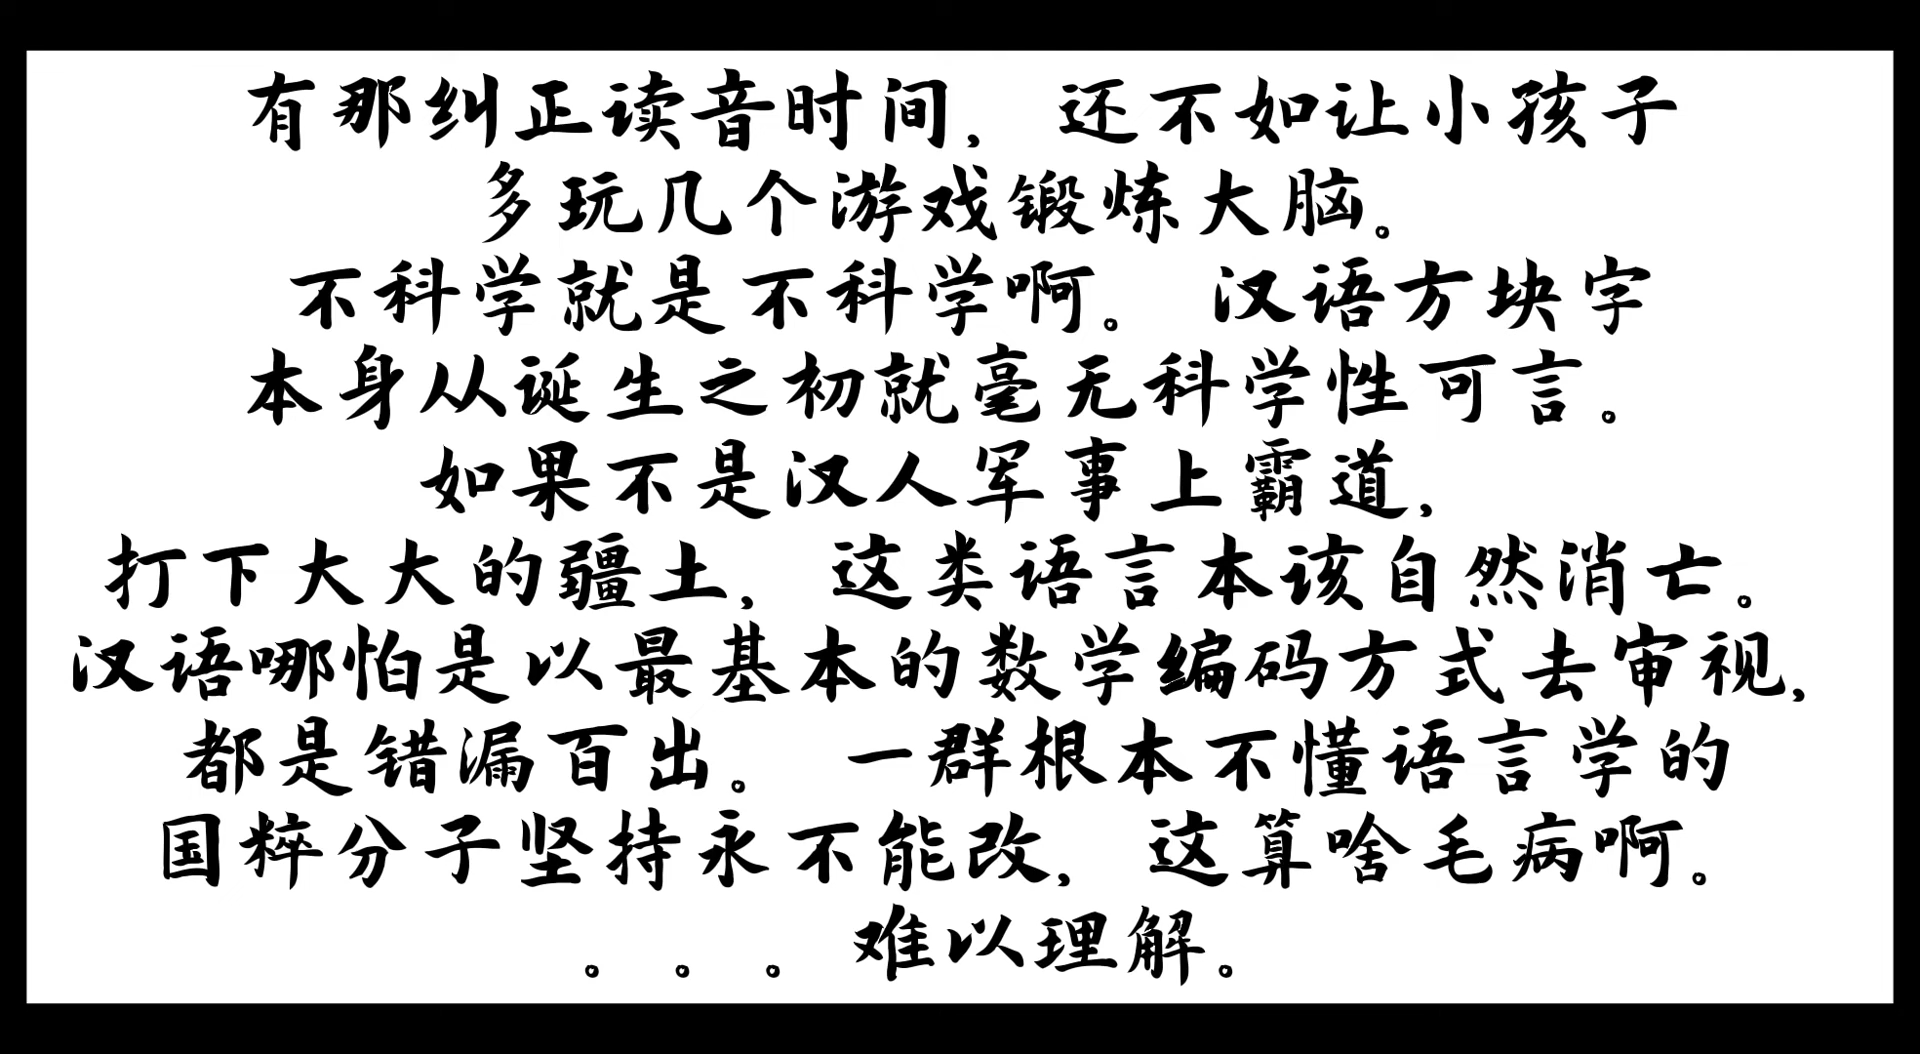 有那纠正读音时间，还不如让小孩子
多玩几个游戏锻炼大脑。
不科学就是不科学啊。汉语方块字
本身从诞生之初就毫无科学性可言。
如果不是汉人军事上霸道，
打下大大的疆土，这类语言本该自然消亡。
汉语哪怕是以最基本的数学编码方式去审视，
都是错漏百出。一群根本不懂语言学的
国粹分子坚持永不能改，这算啥毛病啊。
。。。难以理解。